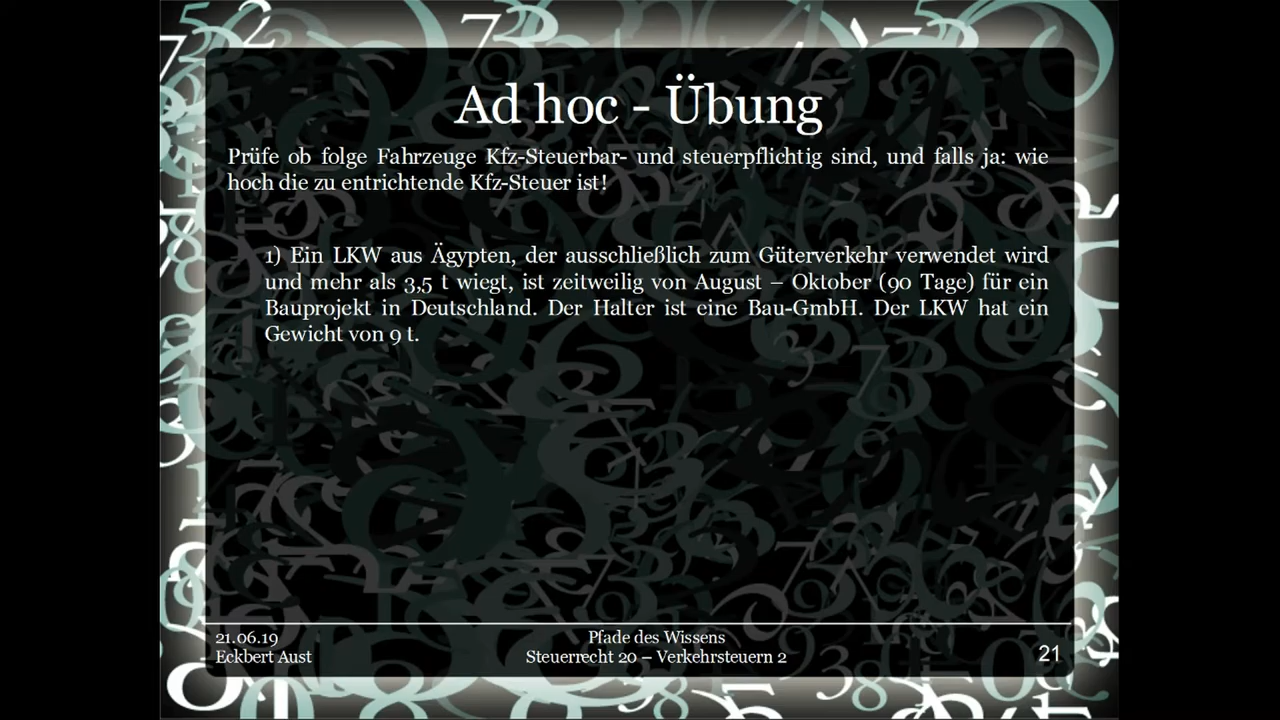 Ad hoc - Übung
Prüfe ob folge Fahrzeuge Kfz-Steuerbar- und steuerpflichtig sind, und falls ja: wie
hoch die zu entrichtende Kfz-Steuer ist!
1) Ein LKW aus Ägypten, der ausschließlich zum Güterverkehr verwendet wird
und mehr als 3,5 t wiegt, ist zeitweilig von August – Oktober (90 Tage) für ein
Bauprojekt in Deutschland. Der Halter ist eine Bau-GmbH. Der LKW hat ein
Gewicht von 9 t.
21.06.19
Eckbert Aust
Pfade des Wissens
Steuerrecht 20 – Verkehrsteuern 2
21